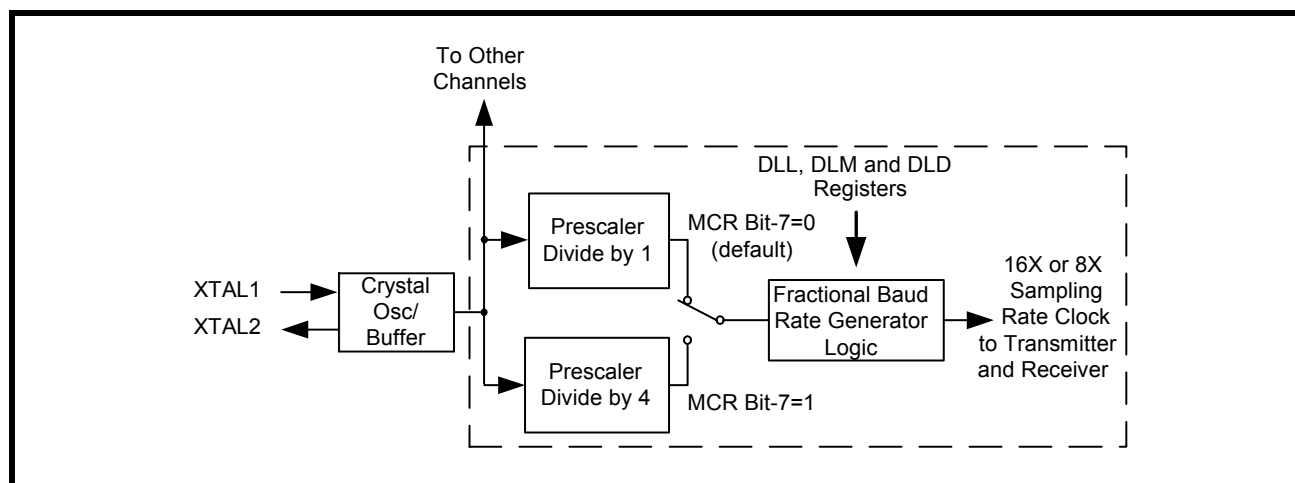 To Other
Channels
DLL, DLM and DLD
Registers
Prescaler
Divide by 1
MCR Bit-7=0
(default)
XTAL1
XTAL2
Crystal
Osc/
Buffer
Fractional Baud
Rate Generator
Logic
16X or 8X
Sampling
Rate Clock
to Transmitter
and Receiver
Prescaler
Divide by 4
MCR Bit-7=1